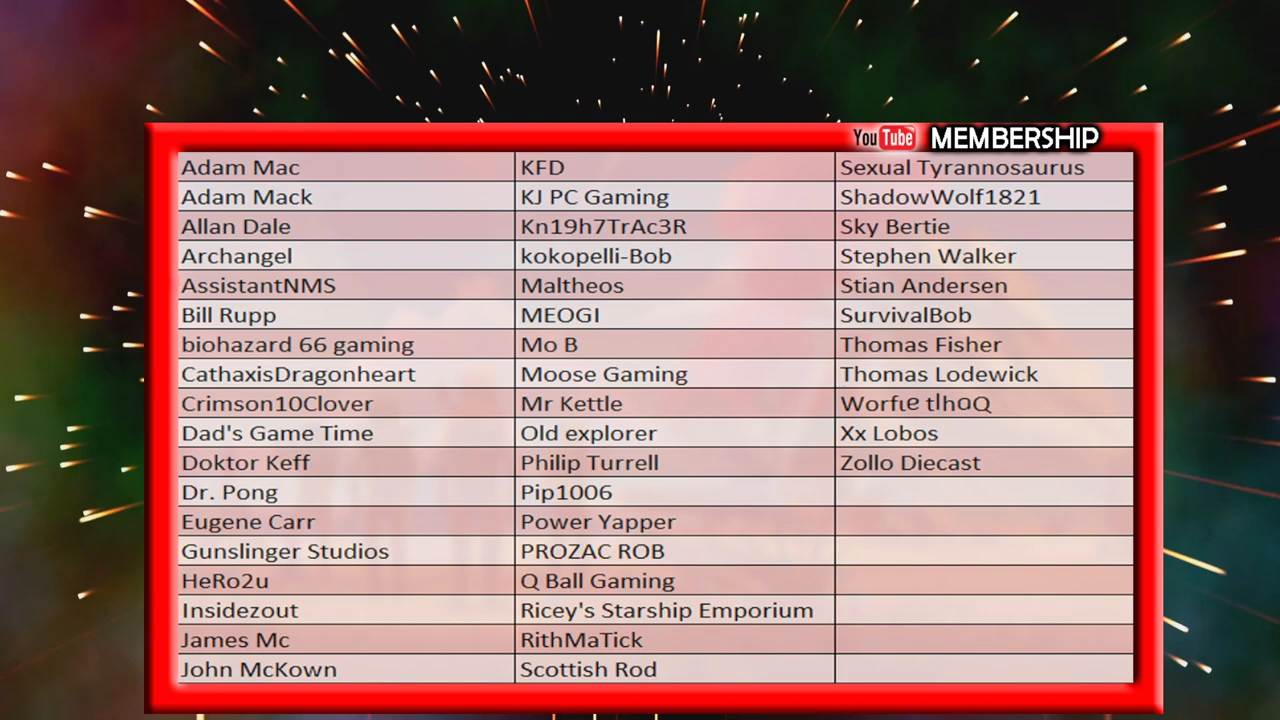 YouTube MEMBERSHIP
Adam Mac KFD Sexual Tyrannosaurus
Adam Mack KJ PC Gaming ShadowWolf1821
Allan Dale Kn19h7TrAc3R Sky Bertie
Archangel kokopelli-Bob Stephen Walker
AssistantNMS Maltheos Stian Andersen
Bill Rupp MEOGI SurvivalBob
biohazard 66 gaming Mo B Thomas Fisher
CathaxisDragonheart Moose Gaming Thomas Lodewick
Crimson10Clover Mr Kettle Worfιɐ tlhoQ
Dad's Game Time Old explorer Xx Lobos
Doktor Keff Philip Turrell Zollo Diecast
Dr. Pong Pip1006
Eugene Carr Power Yapper
Gunslinger Studios PROZAC ROB
HeRo2u Q Ball Gaming
Insidezout Ricey's Starship Emporium
James Mc RithMaTick
John McKown Scottish Rod